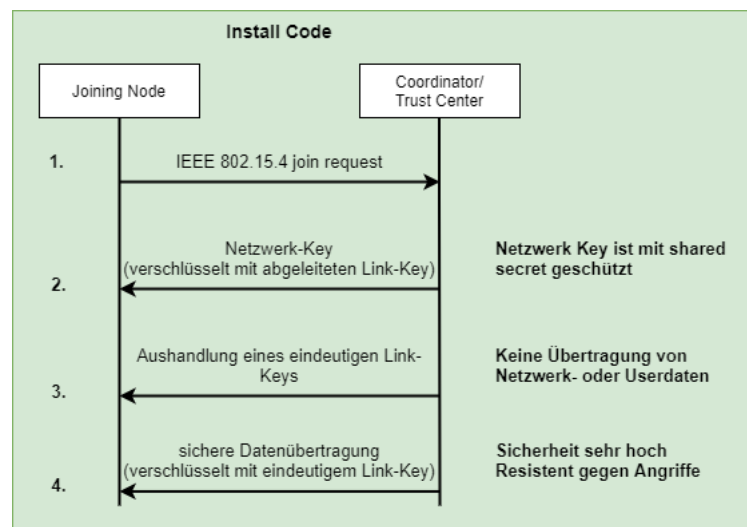 Install Code
Joining Node
Coordinator/
Trust Center
1.
IEEE 802.15.4 join request
Netzwerk-Key
(verschlüsselt mit abgeleiteten Link-Key)
2.
Netzwerk Key ist mit shared
secret geschützt
Aushandlung eines eindeutigen Link-
Keys
3.
Keine Übertragung von
Netzwerk- oder Userdaten
sichere Datenübertragung
(verschlüsselt mit eindeutigem Link-Key)
4.
Sicherheit sehr hoch
Resistent gegen Angriffe